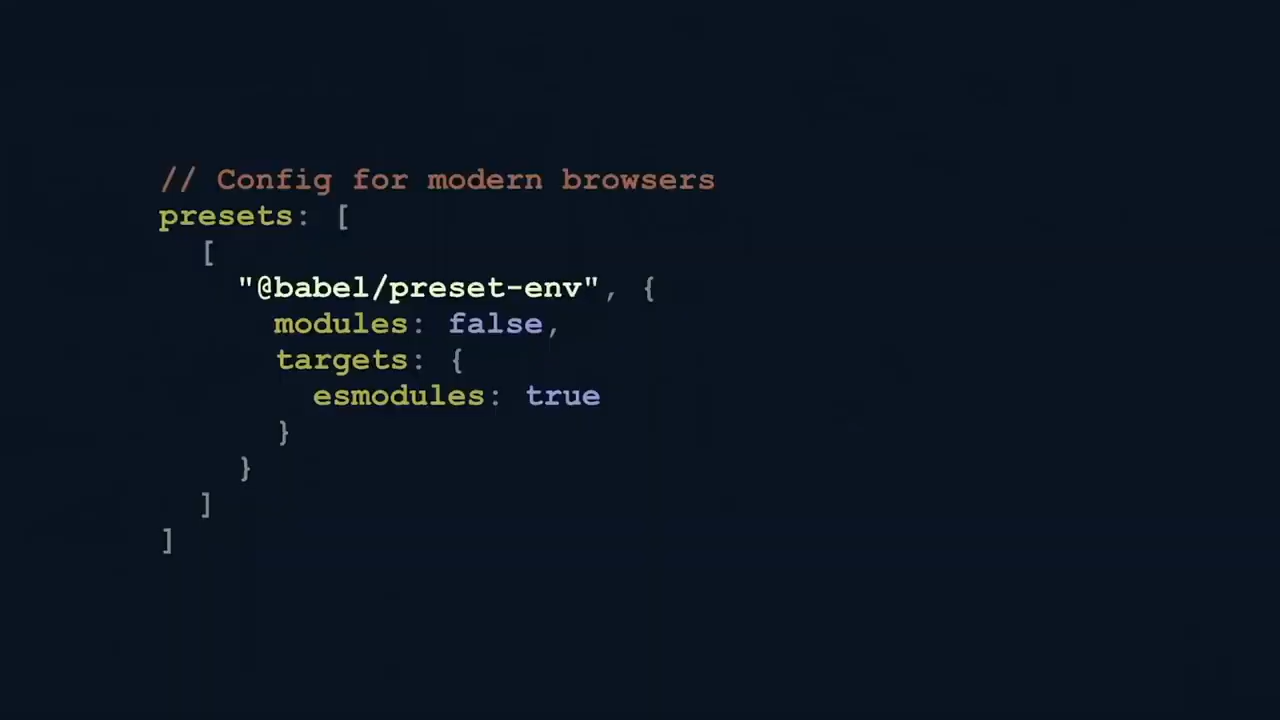 // Config for modern browsers
presets: [
[
"@babel/preset-env", {
modules: false,
targets: {
esmodules: true
}
}
]
]